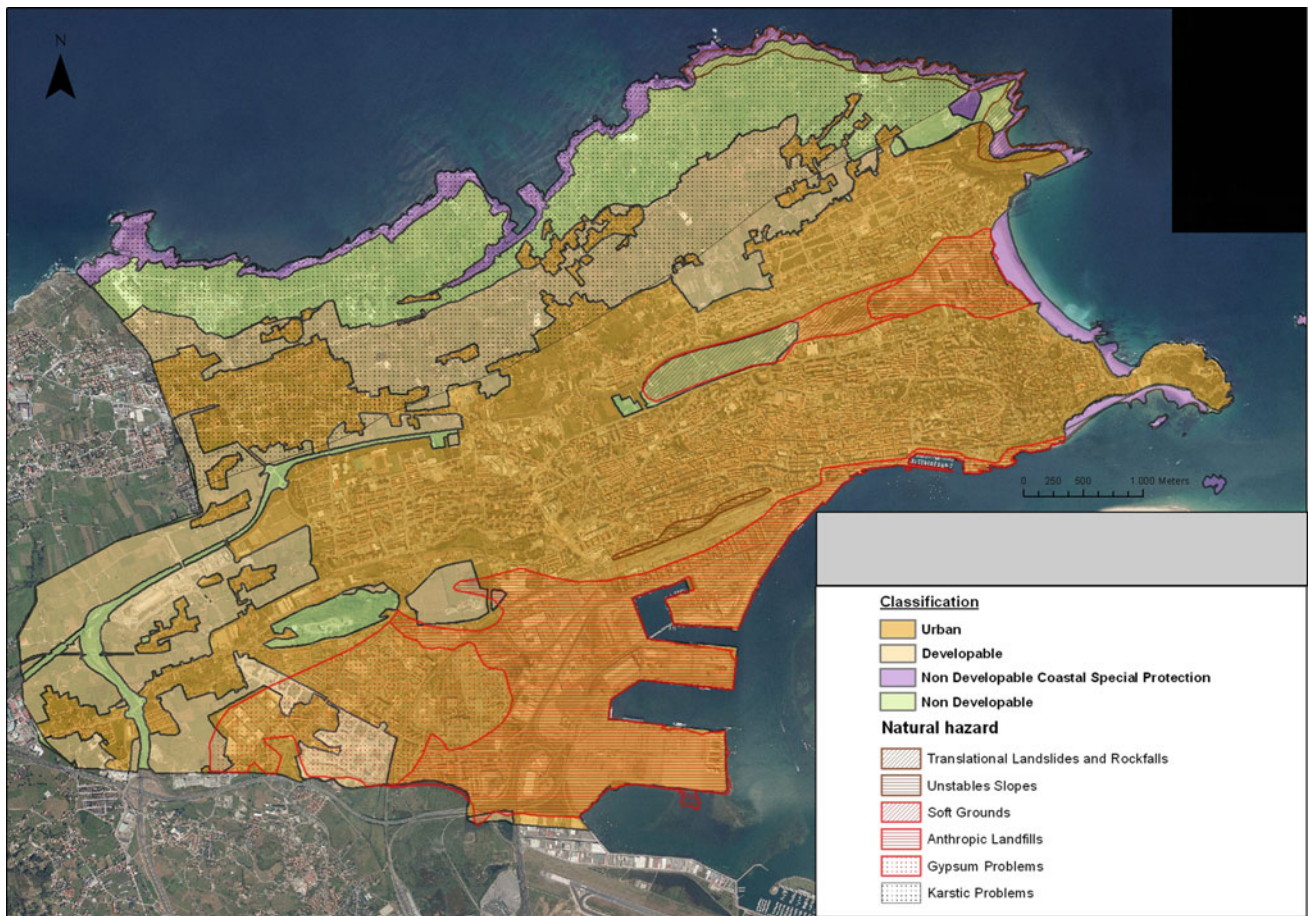 N
0 250 500 1.000 Meters
Classification
Urban
Developable
Non Developable Coastal Special Protection
Non Developable
Natural hazard
Translational Landslides and Rockfalls
Unstables Slopes
Soft Grounds
Anthropic Landfills
Gypsum Problems
Karstic Problems